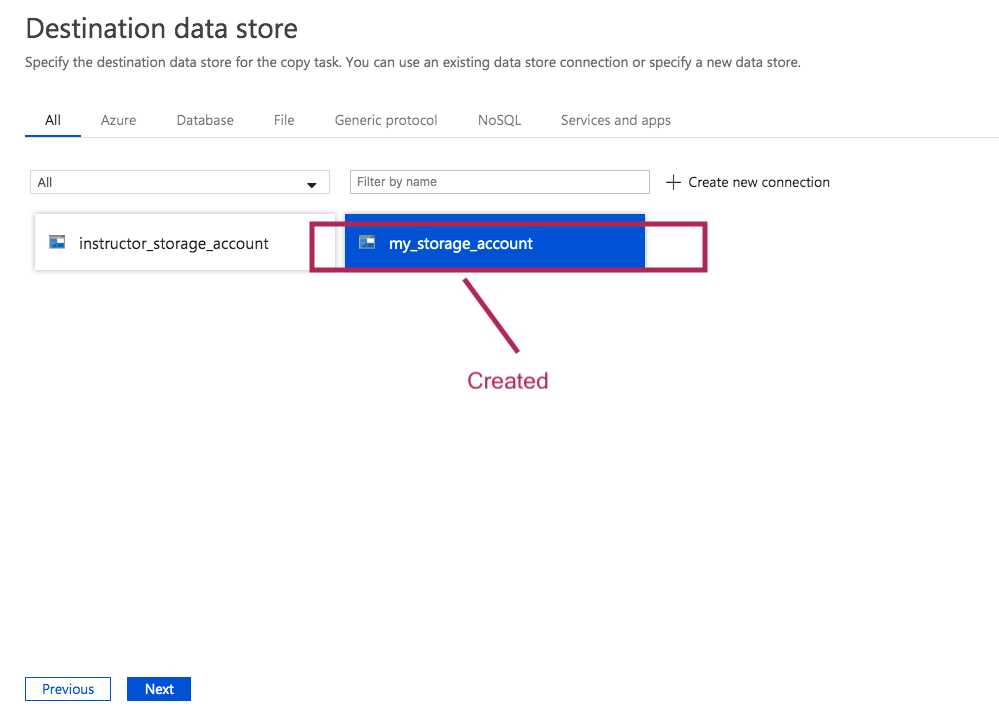 Destination data store
Specify the destination data store for the copy task. You can use an existing data store connection or specify a new data store.
All Azure Database File Generic protocol NoSQL Services and apps
All Filter by name + Create new connection
instructor_storage_account my_storage_account
Created
Previous Next